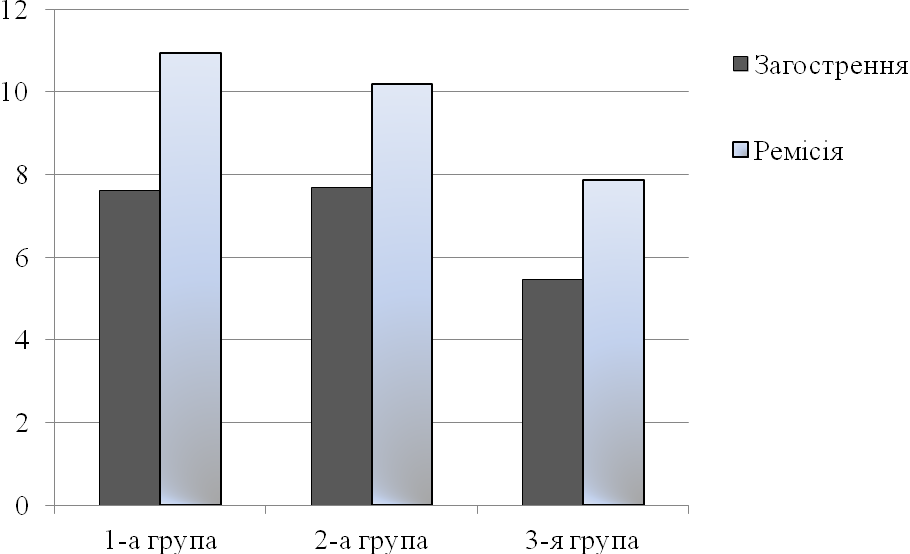 12
10
8
6
4
2
0
1-а група
2-а група
3-я група
Загострення
Ремісія